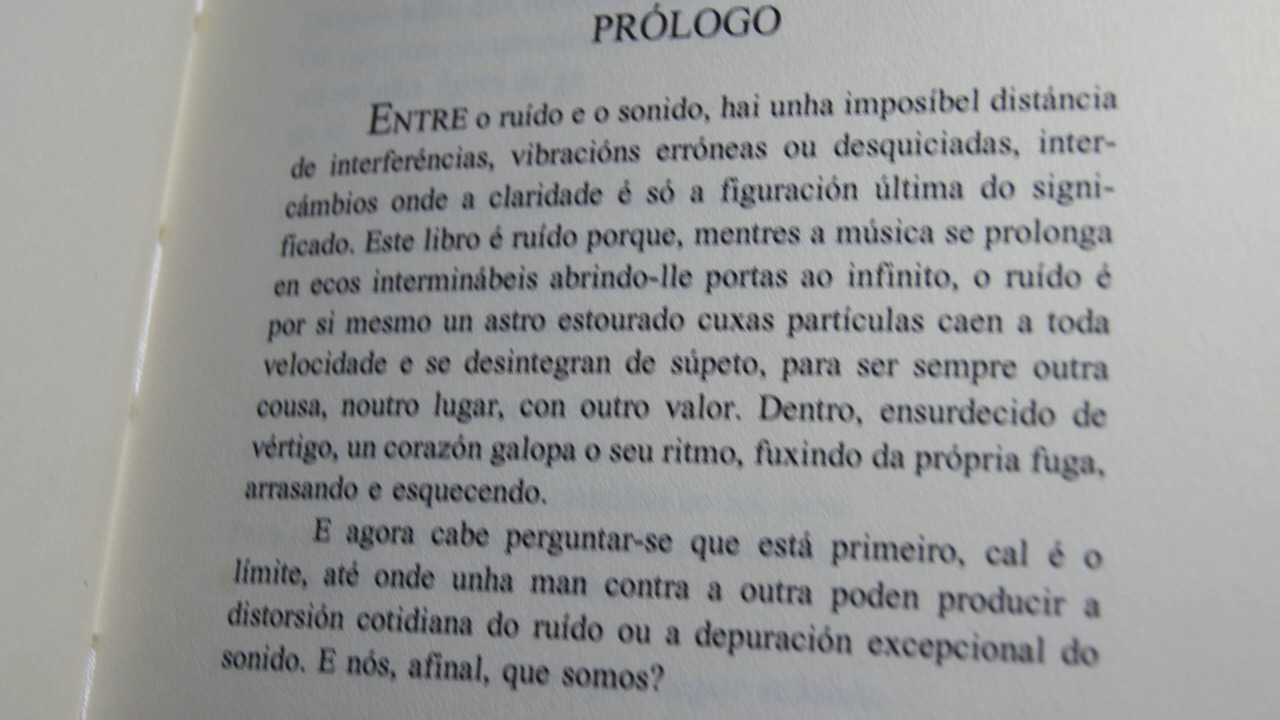 PRÓLOGO
ENTRE o ruído e o sonido, hai unha imposíbel distáncia
de interferéncias, vibracións erróneas ou desquiciadas, inter-
cámbios onde a claridade é só a figuración última do signi-
ficado. Este libro é ruído porque, mentres a música se prolonga
en ecos interminábeis abrindo-lle portas ao infinito, o ruído é
por si mesmo un astro estourado cuxas partículas caen a toda
velocidade e se desintegran de súpeto, para ser sempre outra
cousa, noutro lugar, con outro valor. Dentro, ensurdecido de
vértigo, un corazón galopa o seu ritmo, fuxindo da própria fuga,
arrasando e esquecendo.
E agora cabe perguntar-se que está primeiro, cal é o
límite, até onde unha man contra a outra poden producir a
distorsión cotidiana do ruído ou a depuración excepcional do
sonido. E nós, afinal, que somos?